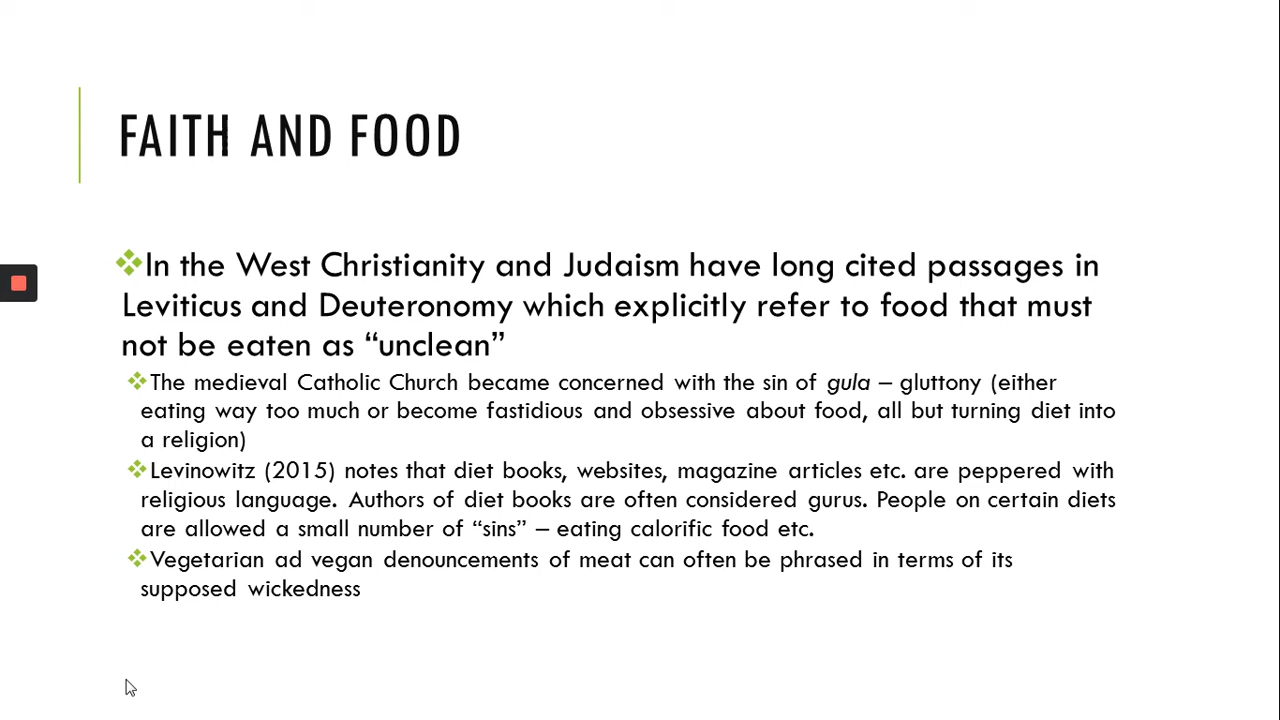 FAITH AND FOOD
In the West Christianity and Judaism have long cited passages in
Leviticus and Deuteronomy which explicitly refer to food that must
not be eaten as “unclean”
The medieval Catholic Church became concerned with the sin of gula – gluttony (either
eating way too much or become fastidious and obsessive about food, all but turning diet into
a religion)
Levinowitz (2015) notes that diet books, websites, magazine articles etc. are peppered with
religious language. Authors of diet books are often considered gurus. People on certain diets
are allowed a small number of “sins” – eating calorific food etc.
Vegetarian ad vegan denouncements of meat can often be phrased in terms of its
supposed wickedness